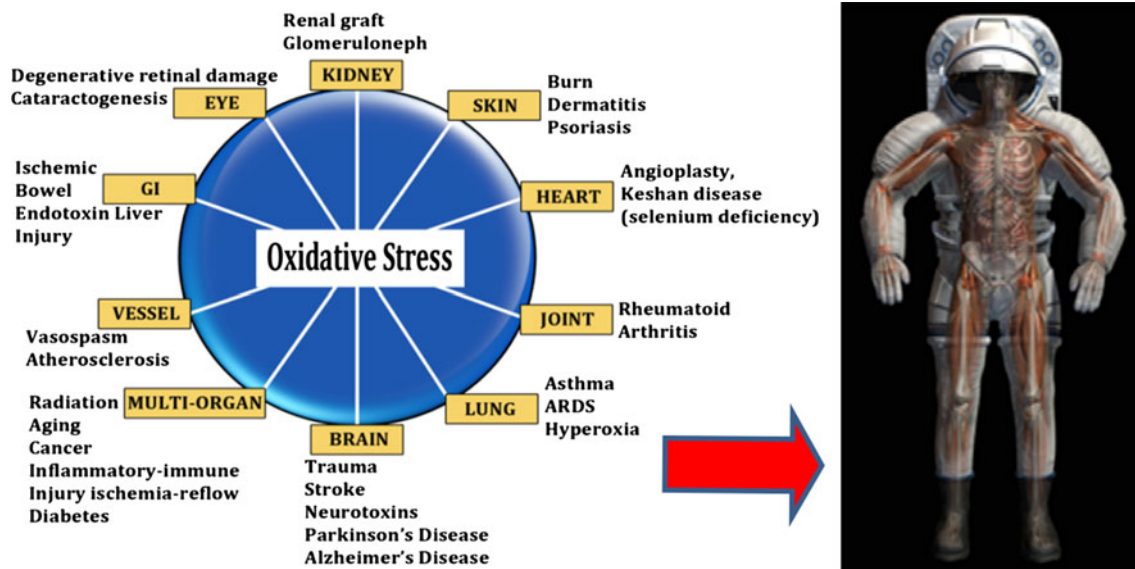 Renal graft
Glomeruloneph
KIDNEY
Degenerative retinal damage
Cataractogenesis
EYE
SKIN
Burn
Dermatitis
Psoriasis
Ischemic
Bowel
Endotoxin Liver
Injury
GI
HEART
Angioplasty,
Keshan disease
(selenium deficiency)
Oxidative Stress
VESSEL
Vasospasm
Atherosclerosis
JOINT
Rheumatoid
Arthritis
MULTI-ORGAN
Radiation
Aging
Cancer
Inflammatory-immune
Injury ischemia-reflow
Diabetes
BRAIN
Trauma
Stroke
Neurotoxins
Parkinson's Disease
Alzheimer's Disease
LUNG
Asthma
ARDS
Hyperoxia